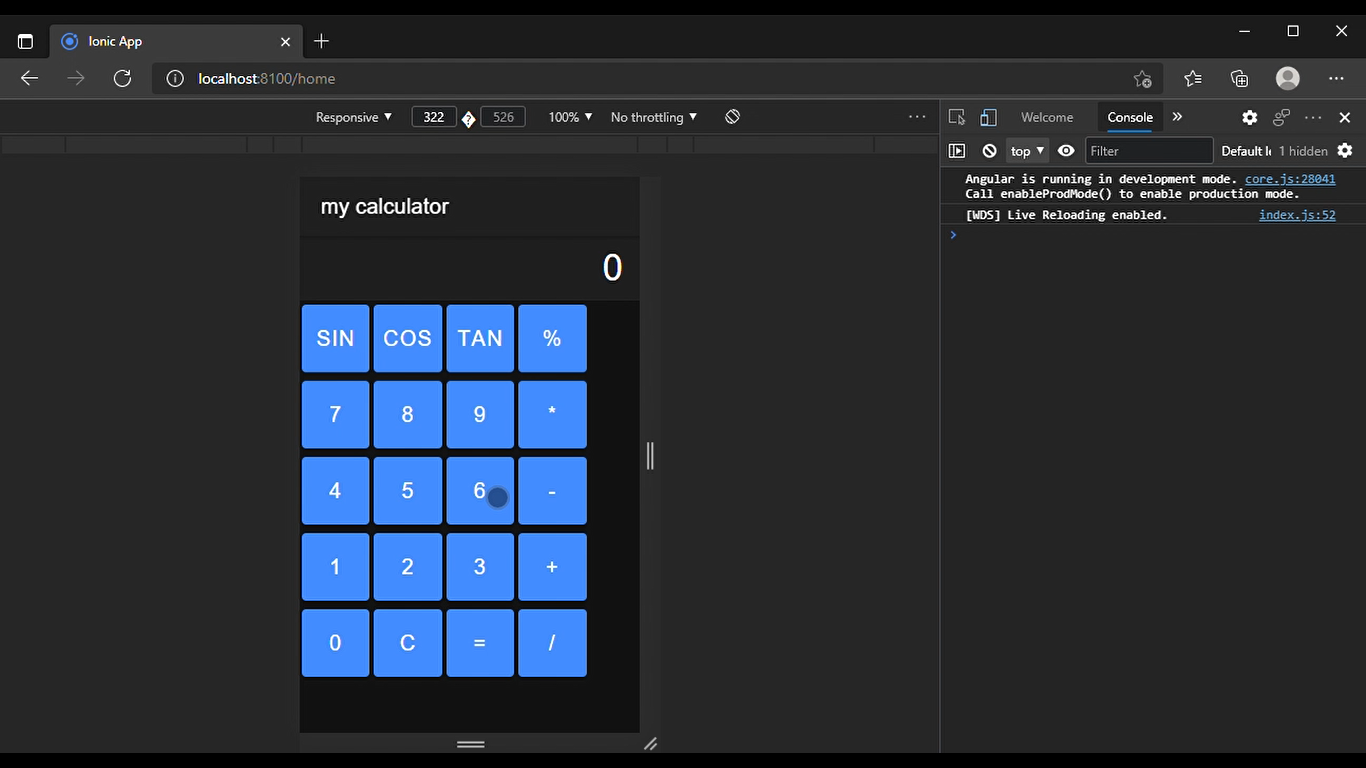 Ionic App
localhost:8100/home
Responsive 322 526 100% No throttling
Welcome Console
top Filter Default 1 hidden
my calculator
0
SIN COS TAN %
7 8 9 *
4 5 6 -
1 2 3 +
0 C = /
Angular is running in development mode. core.js:28041
Call enableProdMode() to enable production mode.
[WDS] Live Reloading enabled. index.js:52